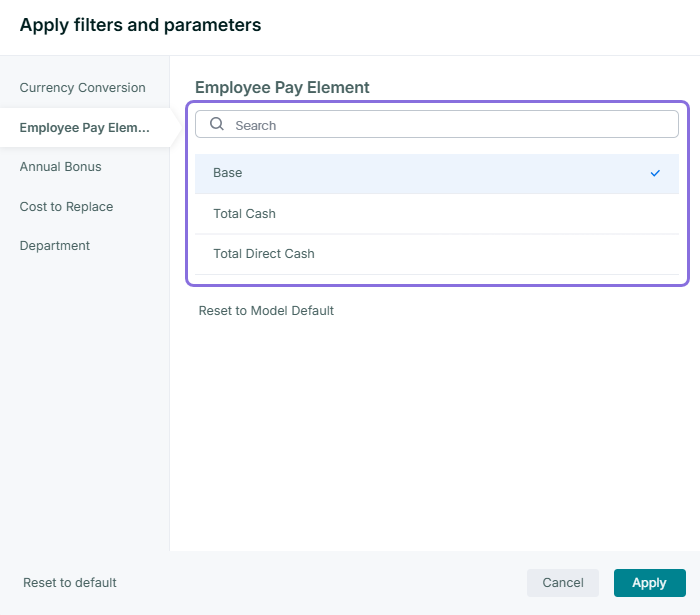 Apply filters and parameters
Currency Conversion
Employee Pay Elem...
Annual Bonus
Cost to Replace
Department
Employee Pay Element
Search
Base
Total Cash
Total Direct Cash
Reset to Model Default
Reset to default
Cancel
Apply